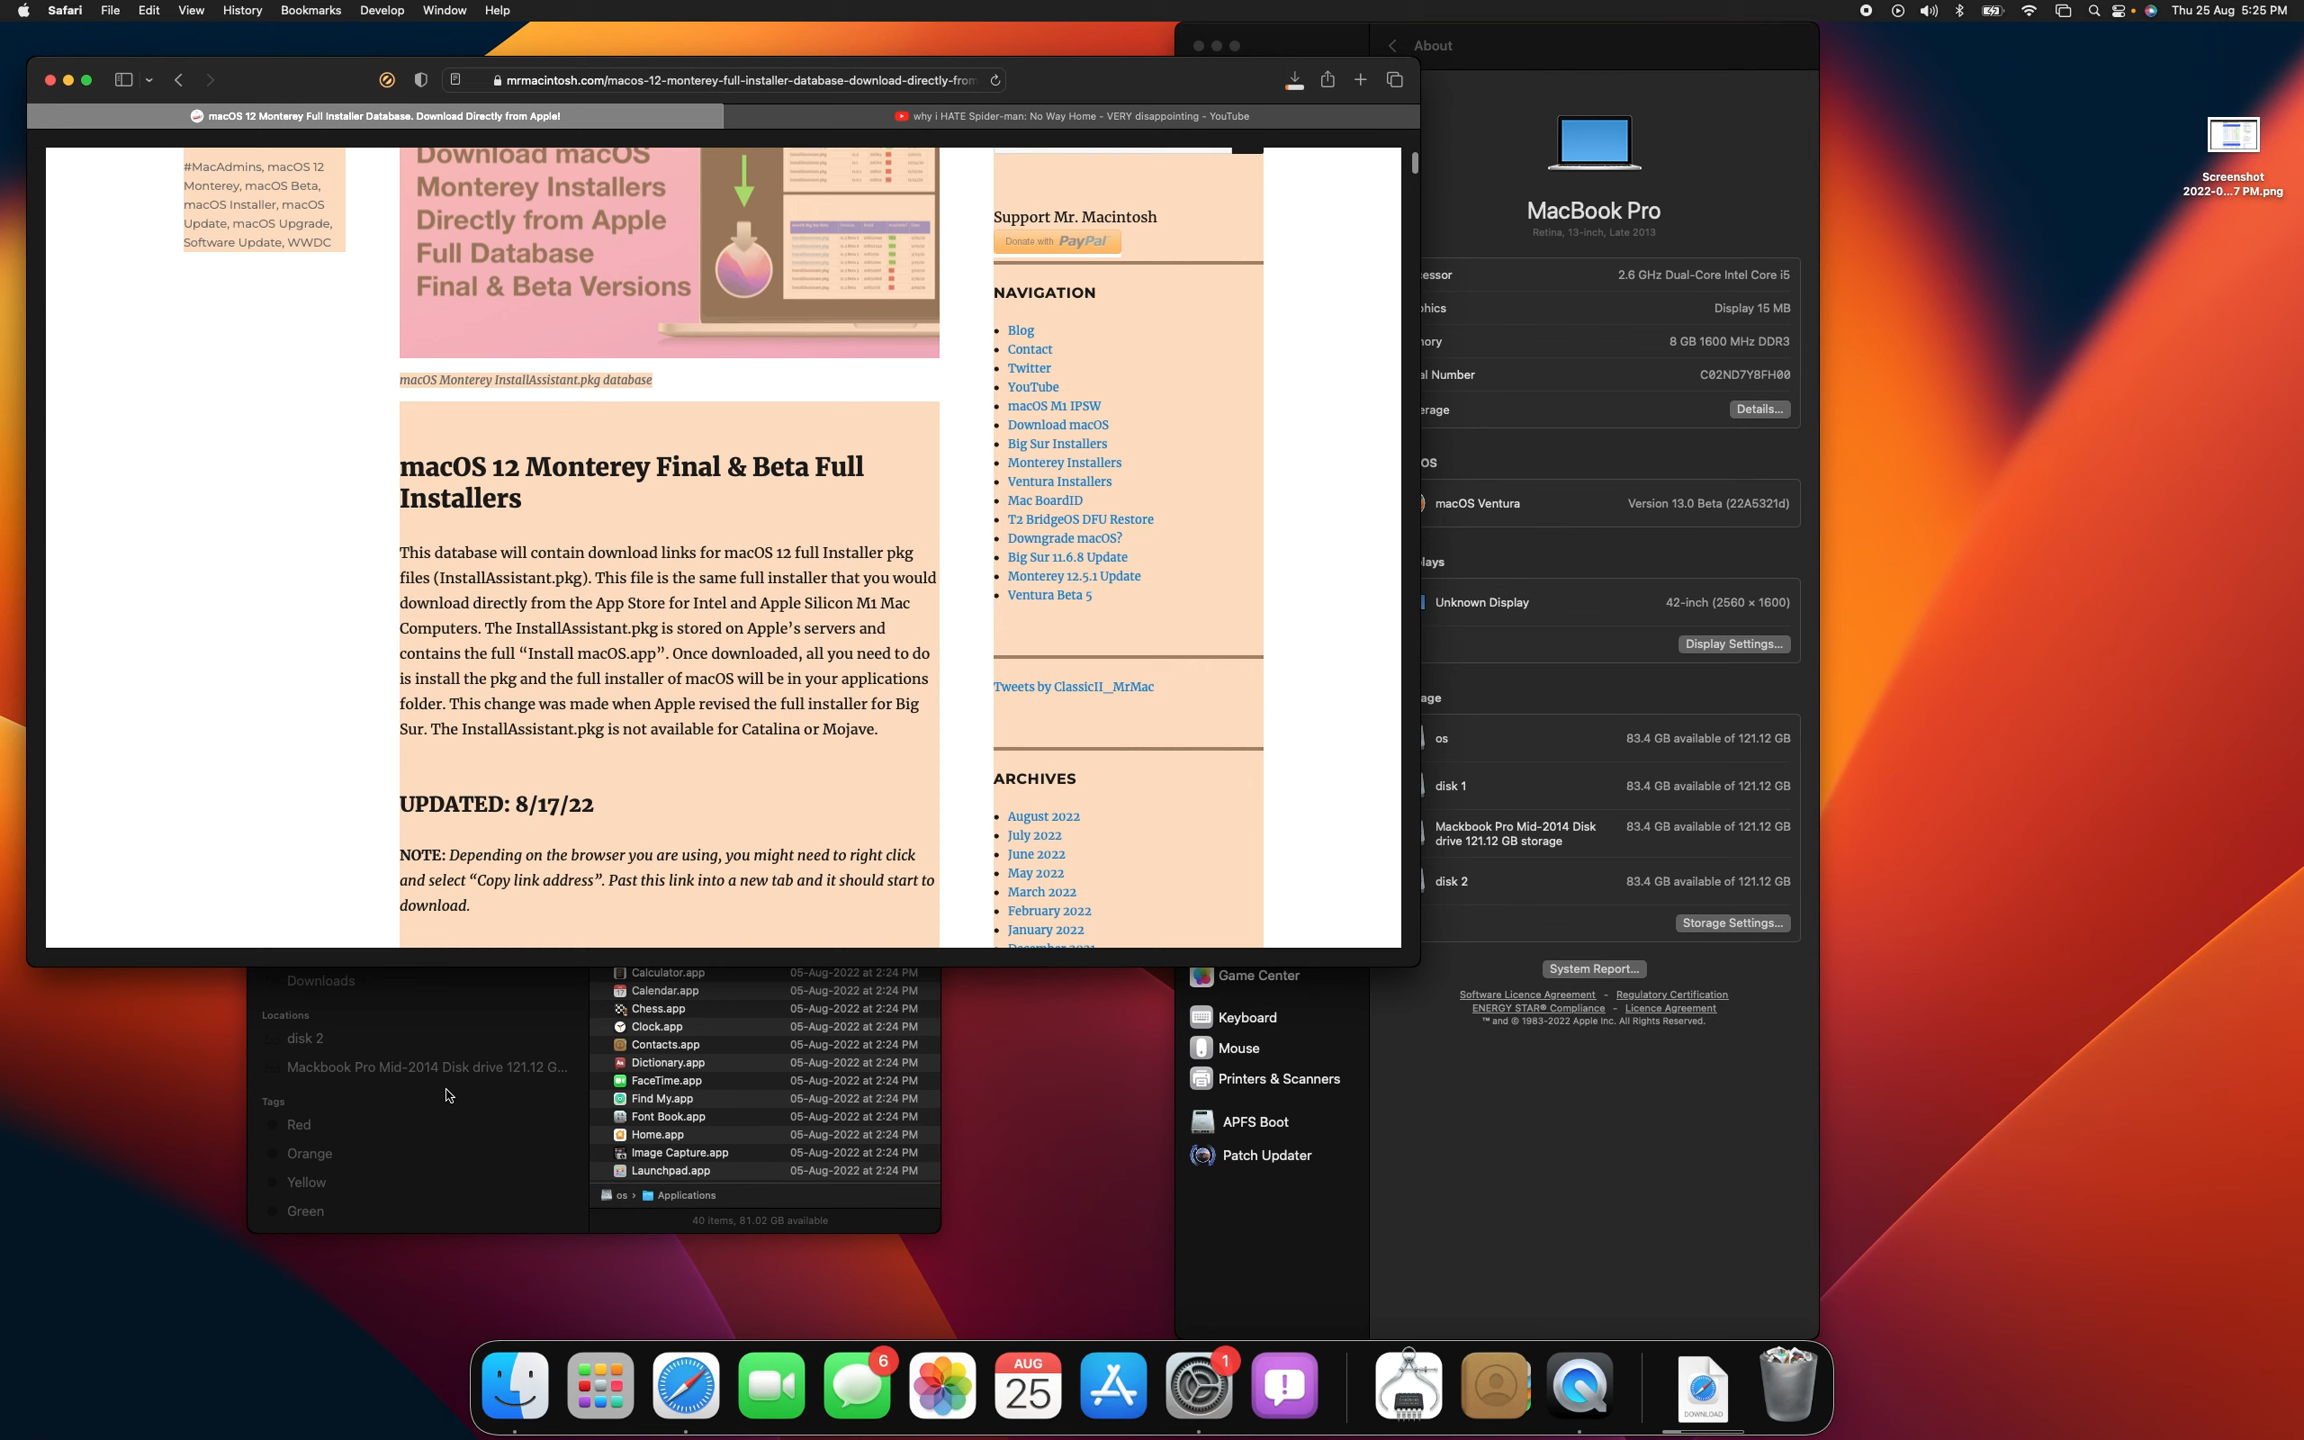 Safari File Edit View History Bookmarks Develop Window Help
Thu 25 Aug 5:25 PM
mrmacintosh.com/macos-12-monterey-full-installer-database-download-directly-from
macOS 12 Monterey Full Installer Database. Download Directly from Apple!
why i HATE Spider-man: No Way Home - VERY disappointing - YouTube
#MacAdmins, macOS 12
Monterey, macOS Beta,
macOS Installer, macOS
Update, macOS Upgrade,
Software Update, WWDC
Download macOS
Monterey Installers
Directly from Apple
Full Database
Final & Beta Versions
macOS Monterey InstallAssistant.pkg database
macOS 12 Monterey Final & Beta Full
Installers
This database will contain download links for macOS 12 full Installer pkg
files (InstallAssistant.pkg). This file is the same full installer that you would
download directly from the App Store for Intel and Apple Silicon M1 Mac
Computers. The InstallAssistant.pkg is stored on Apple's servers and
contains the full “Install macOS.app”. Once downloaded, all you need to do
is install the pkg and the full installer of macOS will be in your applications
folder. This change was made when Apple revised the full installer for Big
Sur. The InstallAssistant.pkg is not available for Catalina or Mojave.
UPDATED: 8/17/22
NOTE: Depending on the browser you are using, you might need to right click
and select “Copy link address”. Past this link into a new tab and it should start to
download.
Support Mr. Macintosh
Donate with PayPal
NAVIGATION
Blog
Contact
Twitter
YouTube
macOS M1 IPSW
Download macOS
Big Sur Installers
Monterey Installers
Ventura Installers
Mac BoardID
T2 BridgeOS DFU Restore
Downgrade macOS?
Big Sur 11.6.8 Update
Monterey 12.5.1 Update
Ventura Beta 5
Tweets by ClassicII_MrMac
ARCHIVES
August 2022
July 2022
June 2022
May 2022
March 2022
February 2022
January 2022
December 2021
About
MacBook Pro
Retina, 13-inch, Late 2013
essor 2.6 GHz Dual-Core Intel Core i5
hics Display 15 MB
ory 8 GB 1600 MHz DDR3
al Number C02ND7Y8FH00
erage Details...
OS
macOS Ventura Version 13.0 Beta (22A5321d)
lays
Unknown Display 42-inch (2560 × 1600)
Display Settings...
age
os 83.4 GB available of 121.12 GB
disk 1 83.4 GB available of 121.12 GB
Mackbook Pro Mid-2014 Disk 83.4 GB available of 121.12 GB
drive 121.12 GB storage
disk 2 83.4 GB available of 121.12 GB
Storage Settings...
System Report...
Software Licence Agreement - Regulatory Certification
ENERGY STAR® Compliance - Licence Agreement
™ and © 1983-2022 Apple Inc. All Rights Reserved.
Game Center
Keyboard
Mouse
Printers & Scanners
APFS Boot
Patch Updater
Screenshot
2022-0...7 PM.png
Downloads
Locations
disk 2
Mackbook Pro Mid-2014 Disk drive 121.12 G...
Tags
Red
Orange
Yellow
Green
Calculator.app 05-Aug-2022 at 2:24 PM
Calendar.app 05-Aug-2022 at 2:24 PM
Chess.app 05-Aug-2022 at 2:24 PM
Clock.app 05-Aug-2022 at 2:24 PM
Contacts.app 05-Aug-2022 at 2:24 PM
Dictionary.app 05-Aug-2022 at 2:24 PM
FaceTime.app 05-Aug-2022 at 2:24 PM
Find My.app 05-Aug-2022 at 2:24 PM
Font Book.app 05-Aug-2022 at 2:24 PM
Home.app 05-Aug-2022 at 2:24 PM
Image Capture.app 05-Aug-2022 at 2:24 PM
Launchpad.app 05-Aug-2022 at 2:24 PM
os › Applications
40 items, 81.02 GB available
6
AUG
25
1
DOWNLOAD